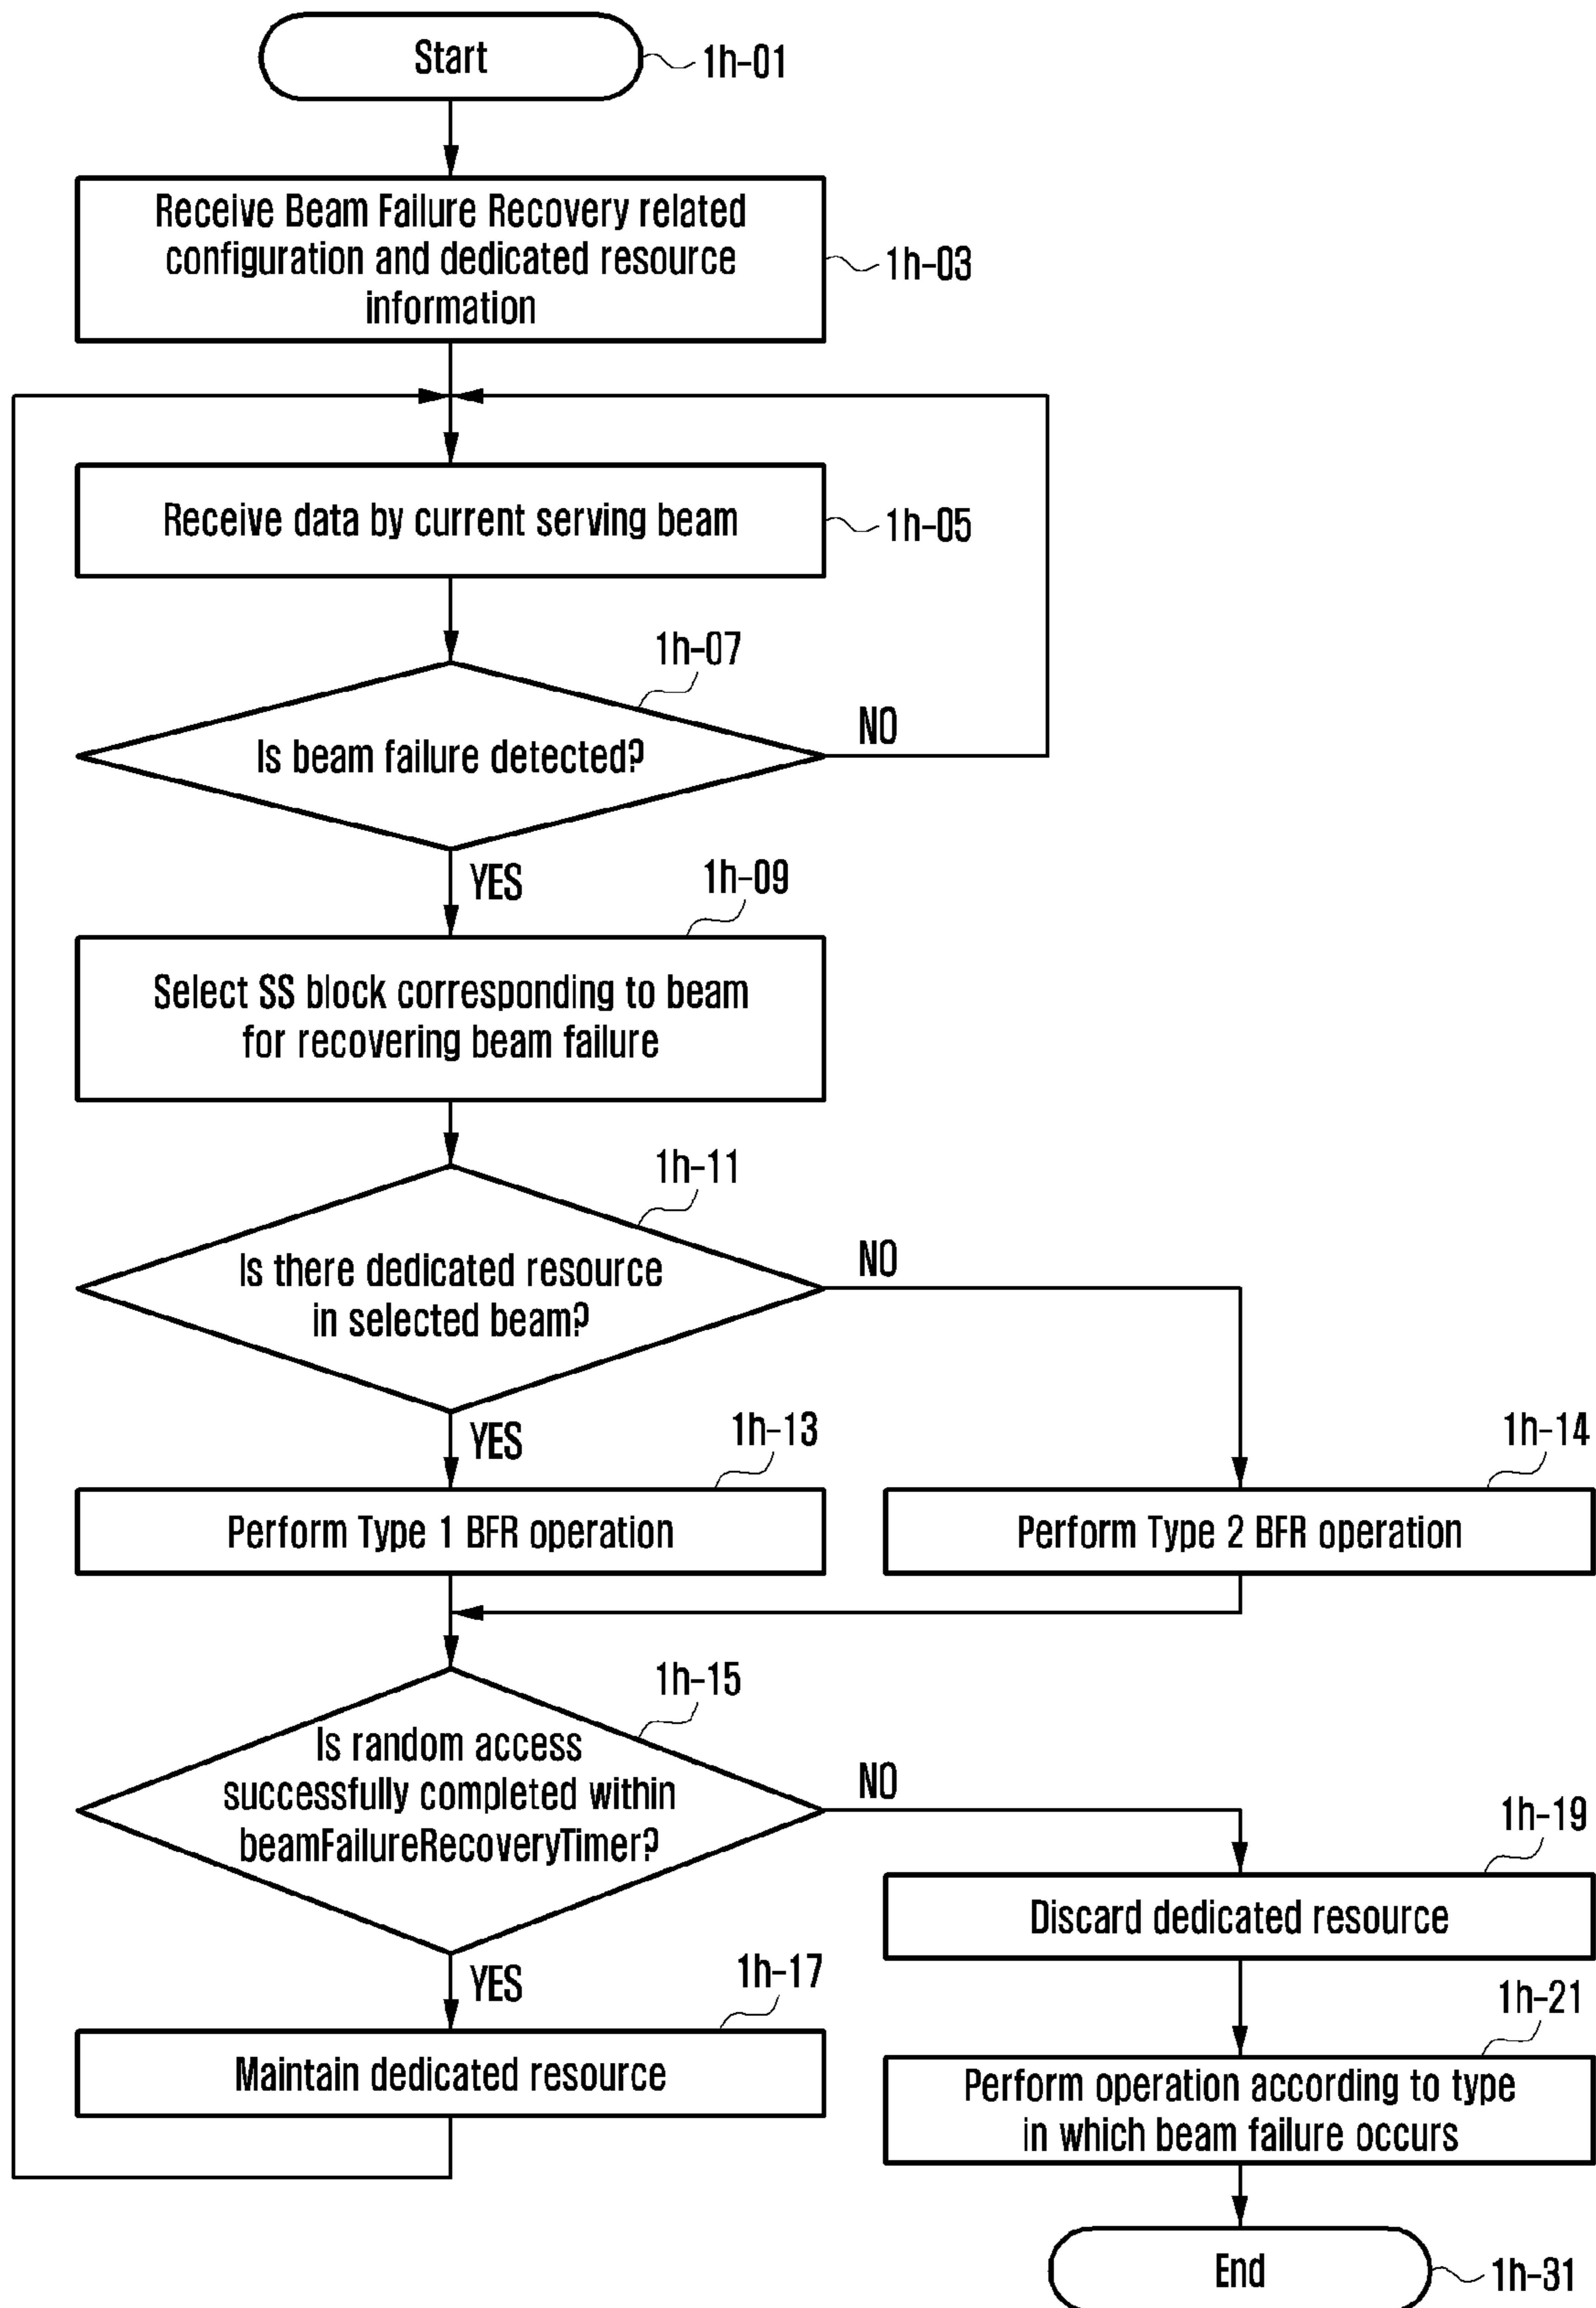 Start
1h-01
Receive Beam Failure Recovery related
configuration and dedicated resource
information
1h-03
Receive data by current serving beam
1h-05
1h-07
Is beam failure detected?
NO
YES
1h-09
Select SS block corresponding to beam
for recovering beam failure
1h-11
Is there dedicated resource
in selected beam?
NO
YES
1h-13
Perform Type 1 BFR operation
1h-14
Perform Type 2 BFR operation
1h-15
Is random access
successfully completed within
beamFailureRecoveryTimer?
NO
YES
1h-17
Maintain dedicated resource
1h-19
Discard dedicated resource
1h-21
Perform operation according to type
in which beam failure occurs
End
1h-31